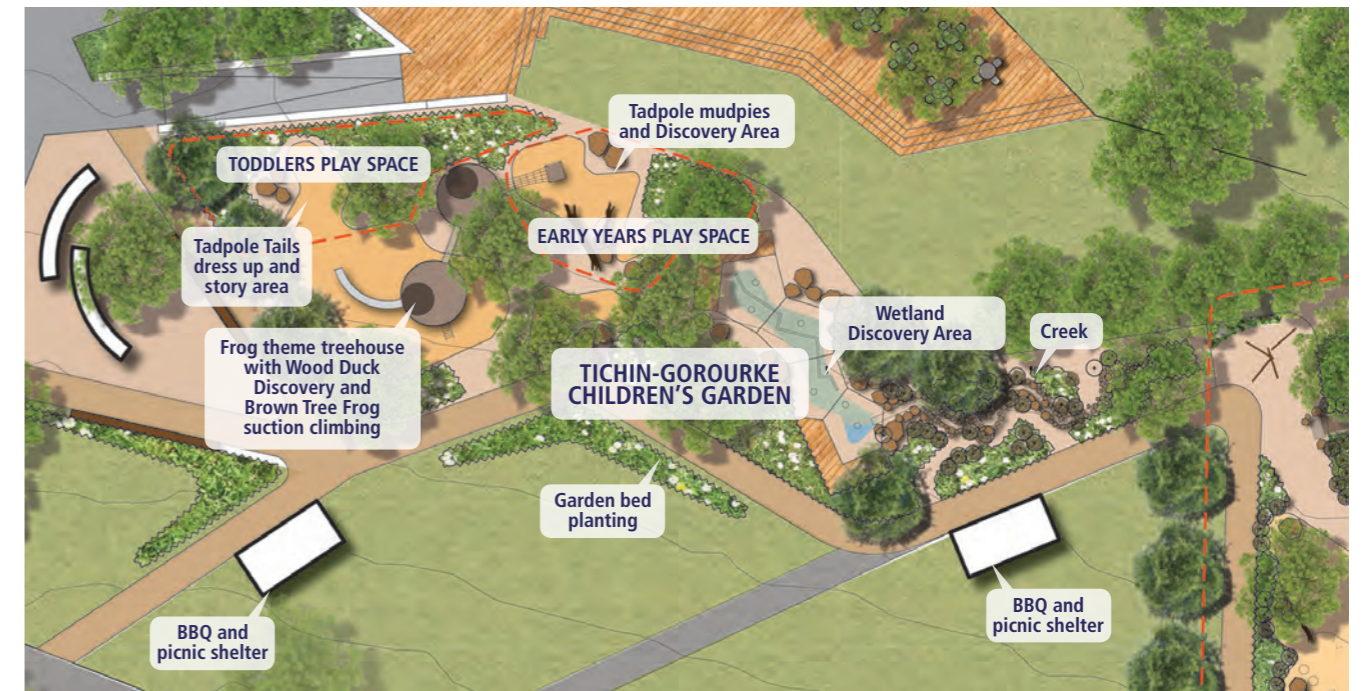 Tadpole mudpies
and Discovery Area
TODDLERS PLAY SPACE
EARLY YEARS PLAY SPACE
Tadpole Tails
dress up and
story area
Wetland
Discovery Area
Creek
Frog theme treehouse
with Wood Duck
Discovery and
Brown Tree Frog
suction climbing
TICHIN-GOROURKE
CHILDREN'S GARDEN
Garden bed
planting
BBQ and
picnic shelter
BBQ and
picnic shelter